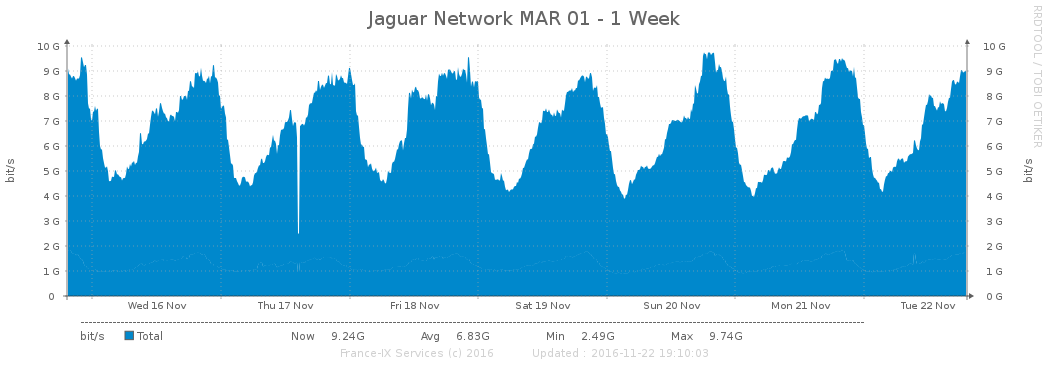 Jaguar Network MAR 01 - 1 Week
RRDTOOL / TOBI OETIKER
bit/s
10 G
9 G
8 G
7 G
6 G
5 G
4 G
3 G
2 G
1 G
0
10 G
9 G
8 G
7 G
6 G
5 G
4 G
3 G
2 G
1 G
0 G
bit/s
Wed 16 Nov Thu 17 Nov Fri 18 Nov Sat 19 Nov Sun 20 Nov Mon 21 Nov Tue 22 Nov
bit/s Total Now 9.24G Avg 6.83G Min 2.49G Max 9.74G
France-IX Services (c) 2016 Updated : 2016-11-22 19:10:03